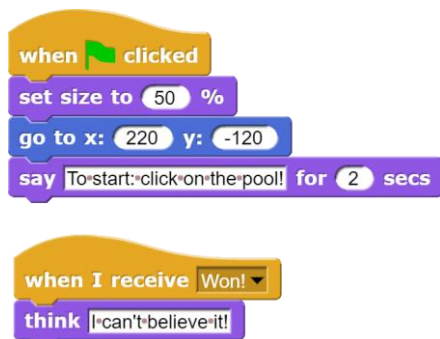 when clicked
set size to 50 %
go to x: 220 y: -120
say To start: click on the pool! for 2 secs
when I receive Won!
think I can't believe it!